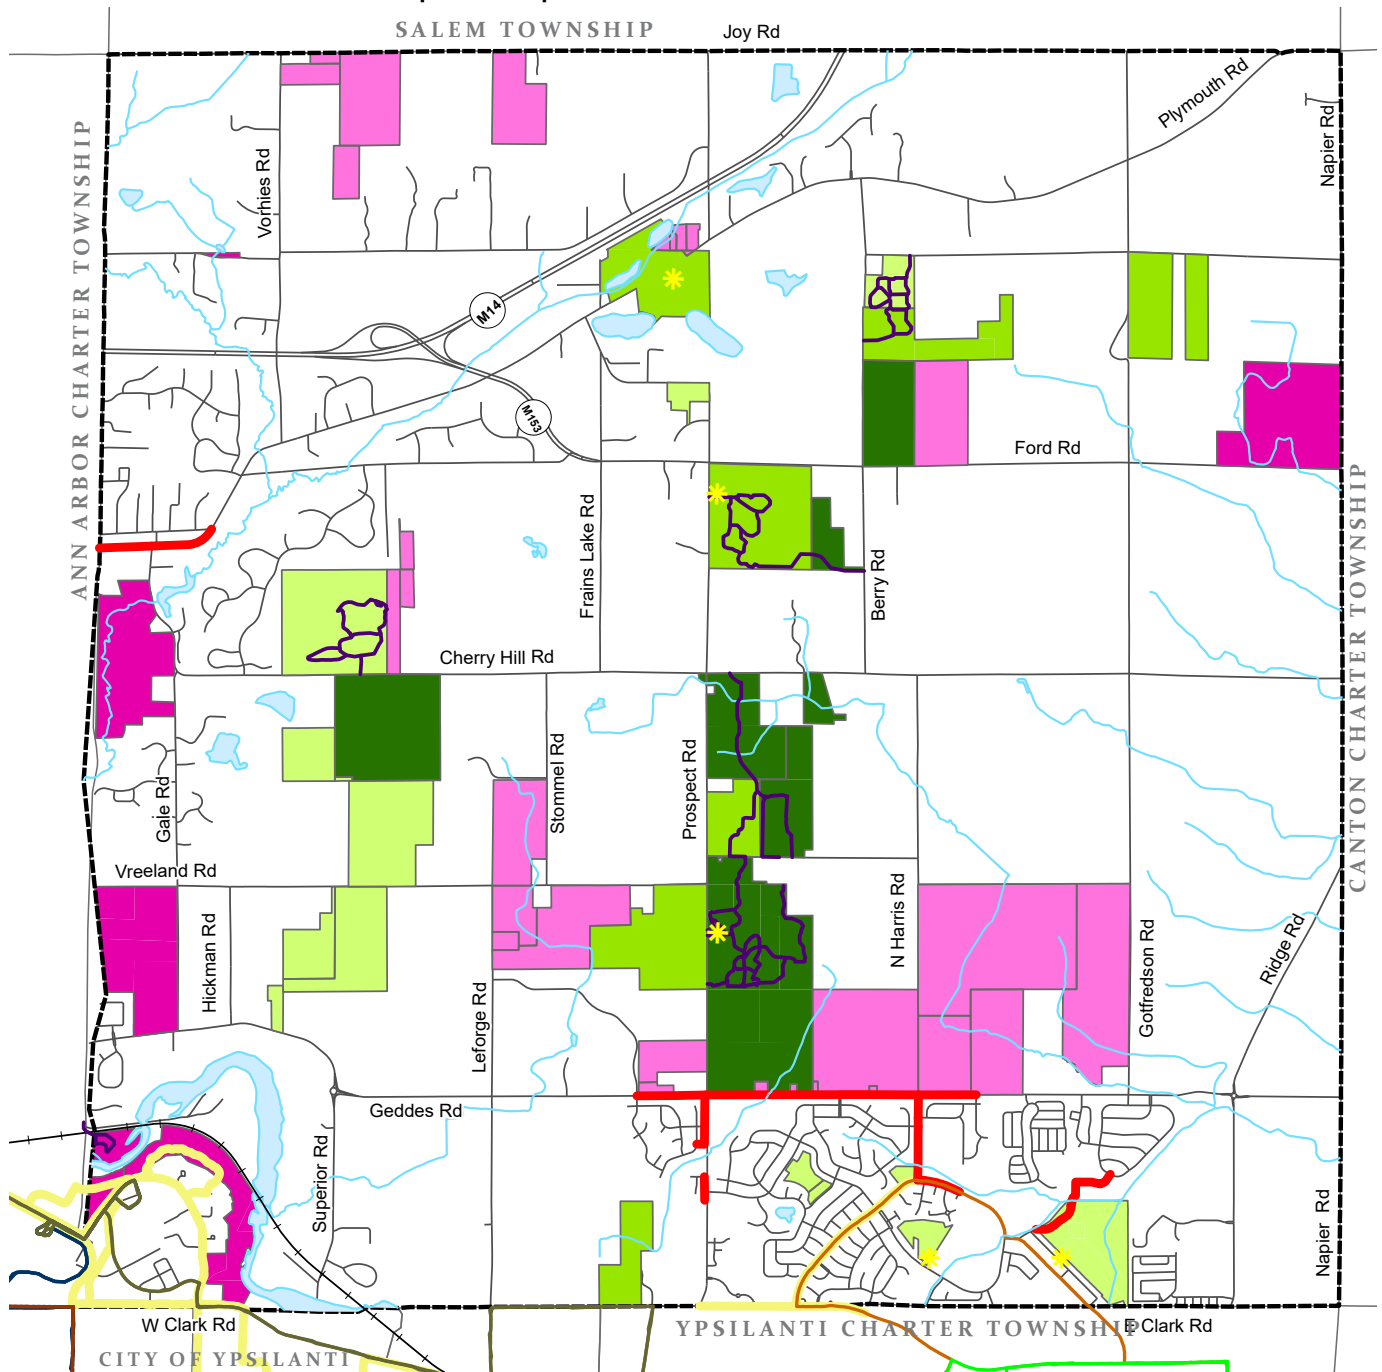 SALEM TOWNSHIP
Joy Rd
Plymouth Rd
Napier Rd
ANN ARBOR CHARTER TOWNSHIP
Vorhies Rd
M14
M153
Ford Rd
CANTON CHARTER TOWNSHIP
Frains Lake Rd
Berry Rd
Cherry Hill Rd
Gale Rd
Stommel Rd
Prospect Rd
Vreeland Rd
Hickman Rd
Leforge Rd
N Harris Rd
Gotfredson Rd
Ridge Rd
Geddes Rd
Superior Rd
Napier Rd
W Clark Rd
YPSILANTI CHARTER TOWNSHIP
E Clark Rd
CITY OF YPSILANTI